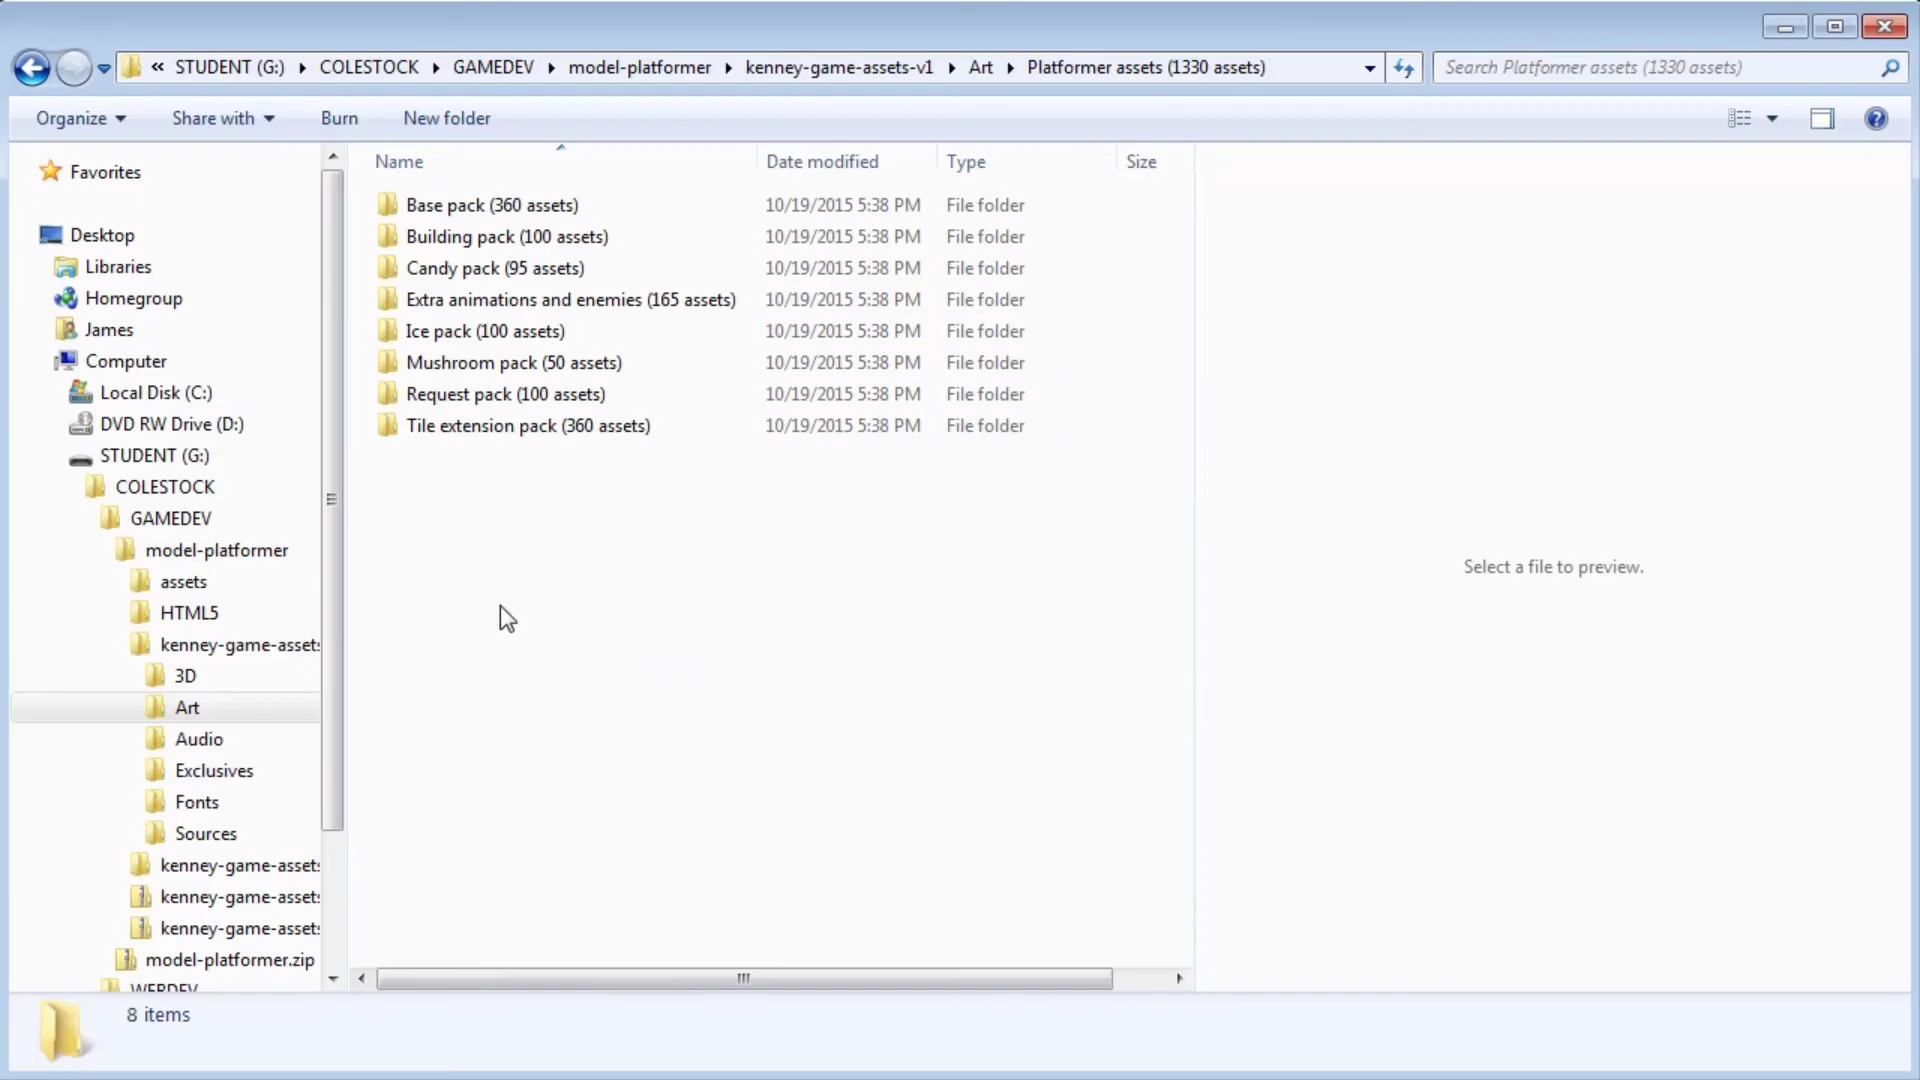 « STUDENT (G:) COLESTOCK GAMEDEV model-platformer kenney-game-assets-v1 Art Platformer assets (1330 assets)
Search Platformer assets (1330 assets)
Organize Share with Burn New folder
Favorites
Desktop
Libraries
Homegroup
James
Computer
Local Disk (C:)
DVD RW Drive (D:)
STUDENT (G:)
COLESTOCK
GAMEDEV
model-platformer
assets
HTML5
kenney-game-assets
3D
Art
Audio
Exclusives
Fonts
Sources
kenney-game-assets
kenney-game-assets
kenney-game-assets
model-platformer.zip
WEBDEV
Name Date modified Type Size
Base pack (360 assets) 10/19/2015 5:38 PM File folder
Building pack (100 assets) 10/19/2015 5:38 PM File folder
Candy pack (95 assets) 10/19/2015 5:38 PM File folder
Extra animations and enemies (165 assets) 10/19/2015 5:38 PM File folder
Ice pack (100 assets) 10/19/2015 5:38 PM File folder
Mushroom pack (50 assets) 10/19/2015 5:38 PM File folder
Request pack (100 assets) 10/19/2015 5:38 PM File folder
Tile extension pack (360 assets) 10/19/2015 5:38 PM File folder
Select a file to preview.
8 items